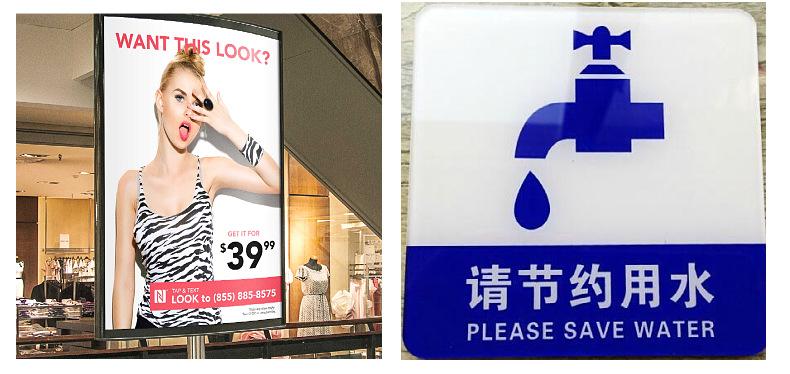 WANT THIS LOOK?
GET IT FOR
$39.99
TAP & TEXT
LOOK to (855) 885-8575
请节约用水
PLEASE SAVE WATER